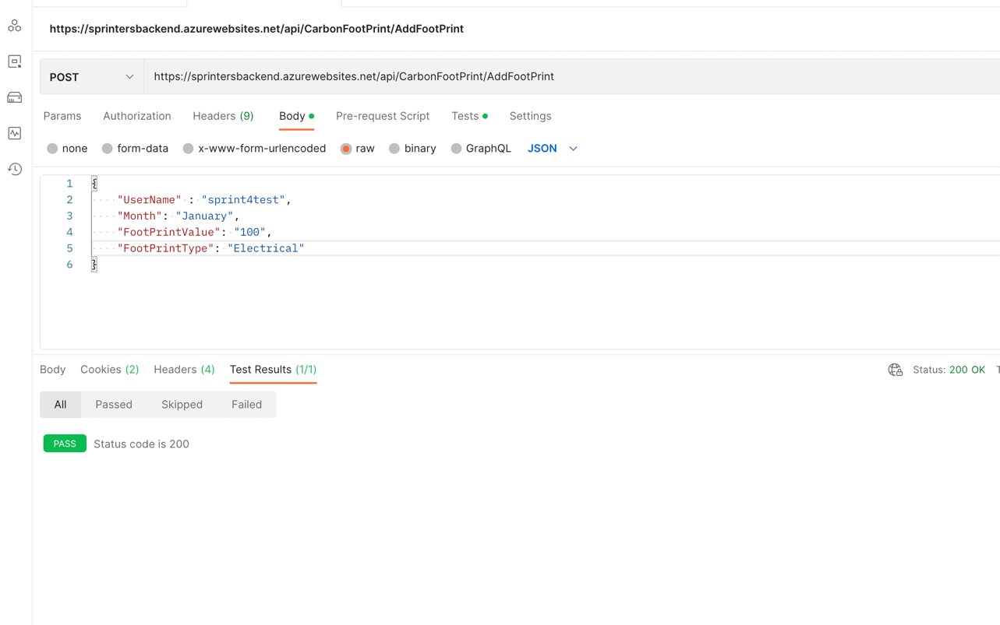 https://sprintersbackend.azurewebsites.net/api/CarbonFootPrint/AddFootPrint
POST https://sprintersbackend.azurewebsites.net/api/CarbonFootPrint/AddFootPrint
Params Authorization Headers (9) Body Pre-request Script Tests Settings
none form-data x-www-form-urlencoded raw binary GraphQL JSON
1 {
2 "UserName" : "sprint4test",
3 "Month": "January",
4 "FootPrintValue": "100",
5 "FootPrintType": "Electrical"
6 }
Body Cookies (2) Headers (4) Test Results (1/1) Status: 200 OK
All Passed Skipped Failed
PASS Status code is 200